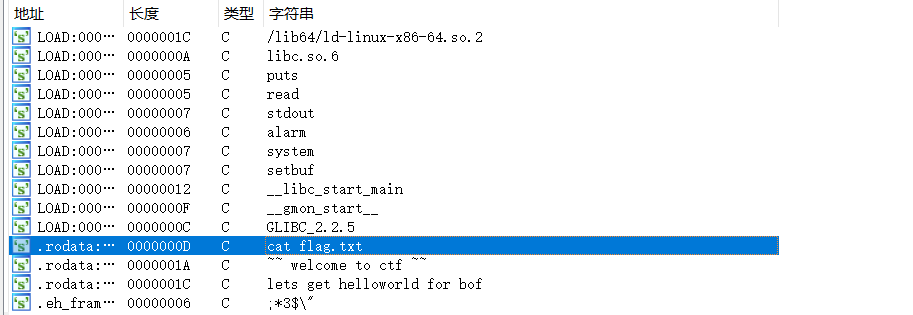 地址 长度 类型 字符串
LOAD:000… 0000001C C /lib64/ld-linux-x86-64.so.2
LOAD:000… 0000000A C libc.so.6
LOAD:000… 00000005 C puts
LOAD:000… 00000005 C read
LOAD:000… 00000007 C stdout
LOAD:000… 00000006 C alarm
LOAD:000… 00000007 C system
LOAD:000… 00000007 C setbuf
LOAD:000… 00000012 C __libc_start_main
LOAD:000… 0000000F C __gmon_start__
LOAD:000… 0000000C C GLIBC_2.2.5
.rodata:… 0000000D C cat flag.txt
.rodata:… 0000001A C ~~ welcome to ctf ~~
.rodata:… 0000001C C lets get helloworld for bof
.eh_fram… 00000006 C ;*3$\"